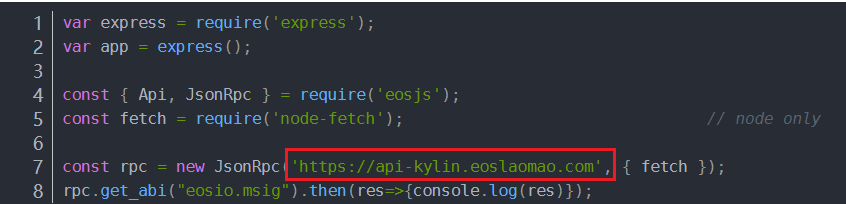 1 var express = require('express');
2 var app = express();
3
4 const { Api, JsonRpc } = require('eosjs');
5 const fetch = require('node-fetch'); // node only
6
7 const rpc = new JsonRpc('https://api-kylin.eoslaomao.com', { fetch });
8 rpc.get_abi("eosio.msig").then(res=>{console.log(res)});